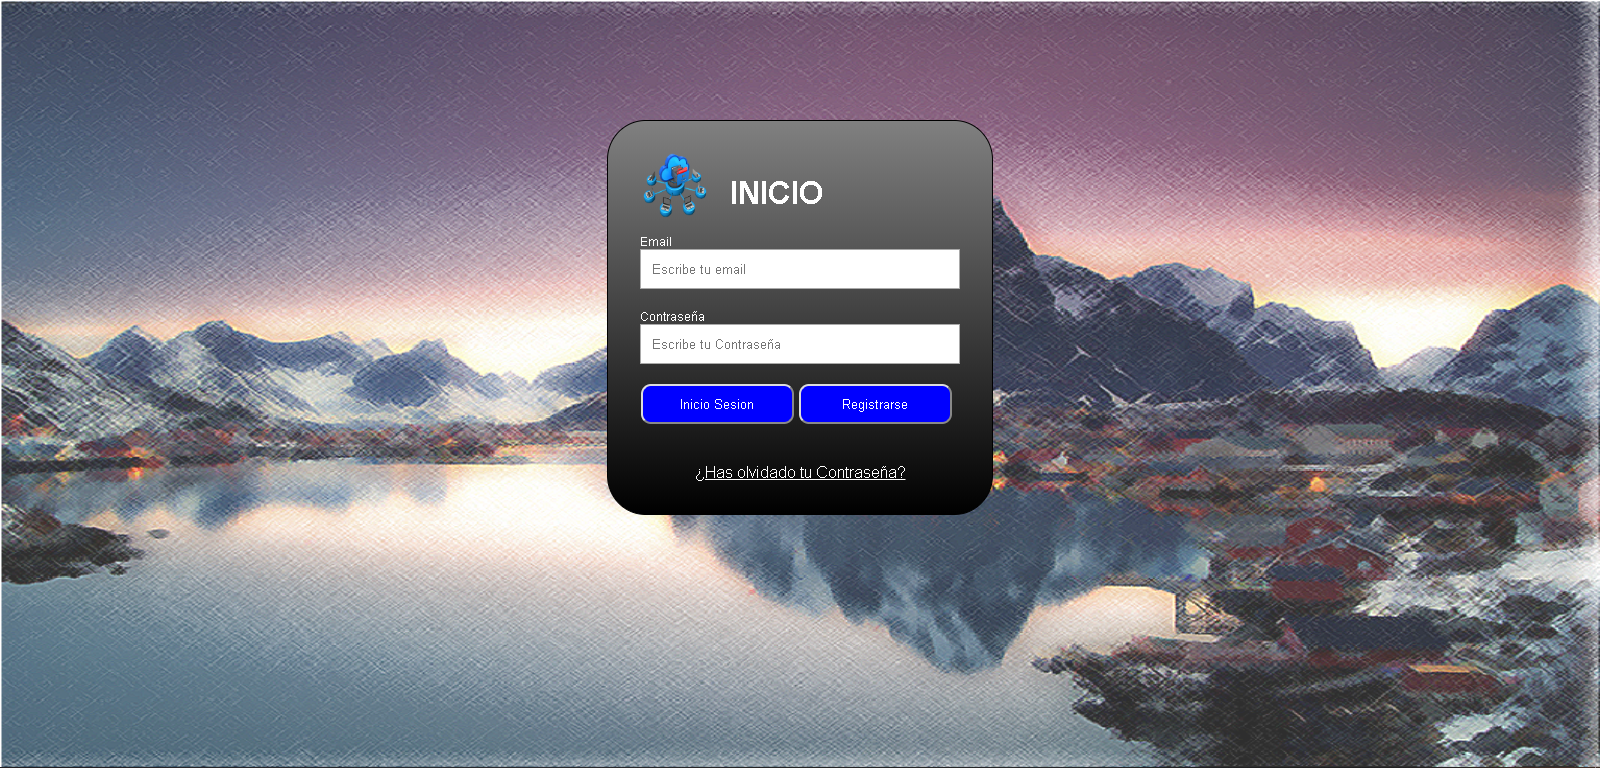 INICIO
Email
Escribe tu email
Contraseña
Escribe tu Contraseña
Inicio Sesion Registrarse
¿Has olvidado tu Contraseña?